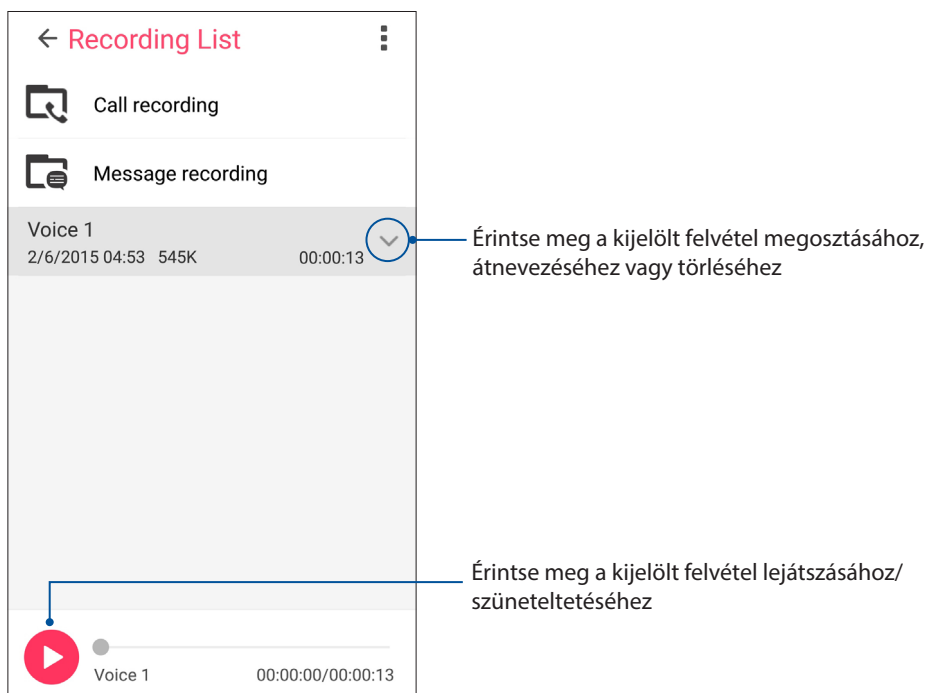 Recording List
Call recording
Message recording
Voice 1
2/6/2015 04:53 545K 00:00:13
Érintse meg a kijelölt felvétel megosztásához,
átnevezéséhez vagy törléséhez
Érintse meg a kijelölt felvétel lejátszásához/
szüneteltetéséhez
Voice 1 00:00:00/00:00:13